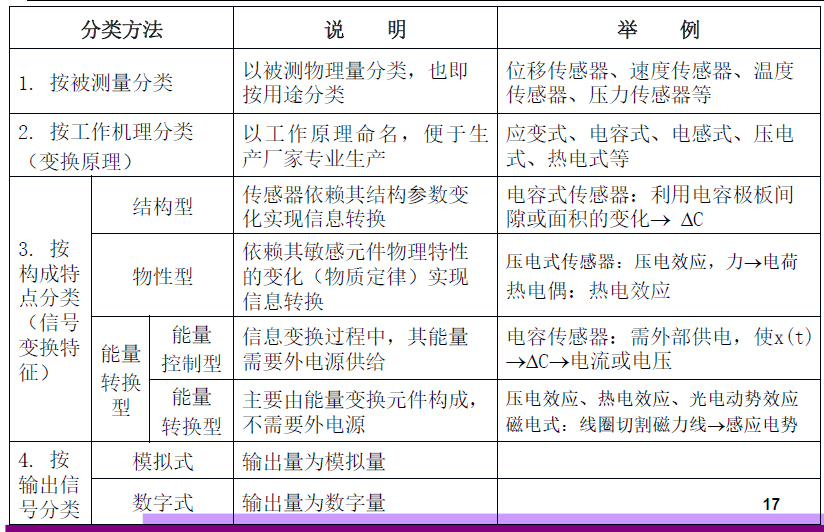 分类方法
说 明
举 例
1. 按被测量分类
以被测物理量分类，也即
按用途分类
位移传感器、速度传感器、温度
传感器、压力传感器等
2. 按工作机理分类
（变换原理）
以工作原理命名，便于生
产厂家专业生产
应变式、电容式、电感式、压电
式、热电式等
3. 按
构成特
点分类
（信号
变换特
征）
结构型
传感器依赖其结构参数变
化实现信息转换
电容式传感器：利用电容极板间
隙或面积的变化→ ΔC
物性型
依赖其敏感元件物理特性
的变化（物质定律）实现
信息转换
压电式传感器：压电效应，力→电荷
热电偶：热电效应
能量
转换
型
能量
控制型
信息变换过程中，其能量
需要外电源供给
电容传感器：需外部供电，使x(t)
→ΔC→电流或电压
能量
转换型
主要由能量变换元件构成，
不需要外电源
压电效应、热电效应、光电动势效应
磁电式：线圈切割磁力线→感应电势
4. 按
输出信
号分类
模拟式
输出量为模拟量
数字式
输出量为数字量
17